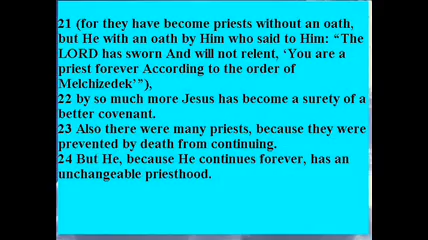 21 (for they have become priests without an oath,
but He with an oath by Him who said to Him: “The
LORD has sworn And will not relent, ‘You are a
priest forever According to the order of
Melchizedek’”),
22 by so much more Jesus has become a surety of a
better covenant.
23 Also there were many priests, because they were
prevented by death from continuing.
24 But He, because He continues forever, has an
unchangeable priesthood.